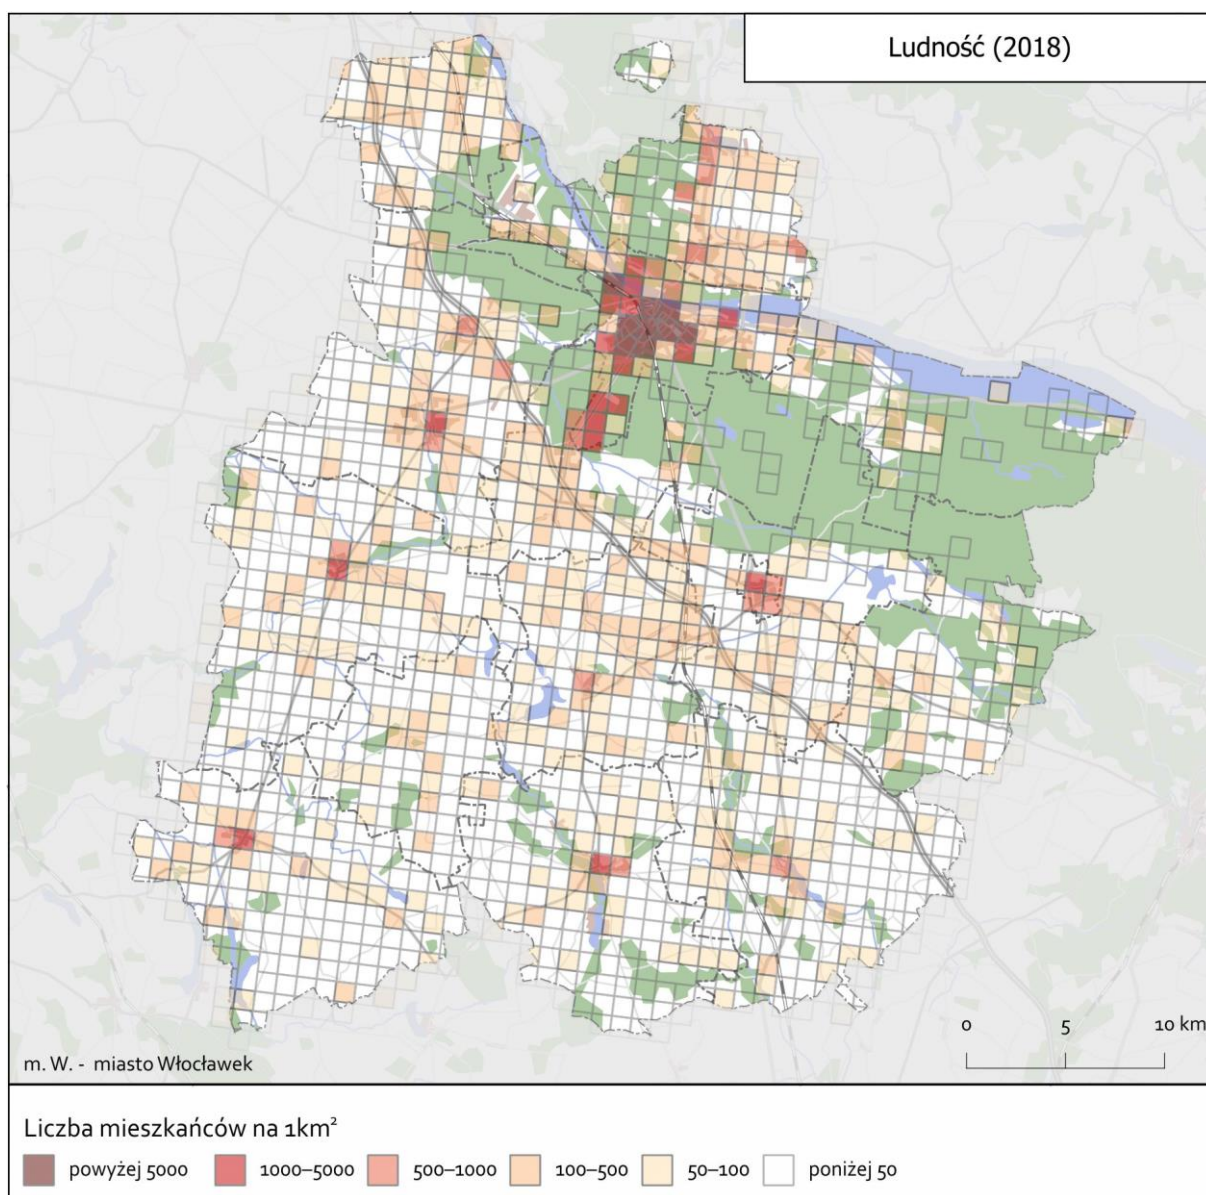 Ludność (2018)
0 5 10 km
m. W. - miasto Włocławek
Liczba mieszkańców na 1km²
powyżej 5000 1000–5000 500–1000 100–500 50–100 poniżej 50